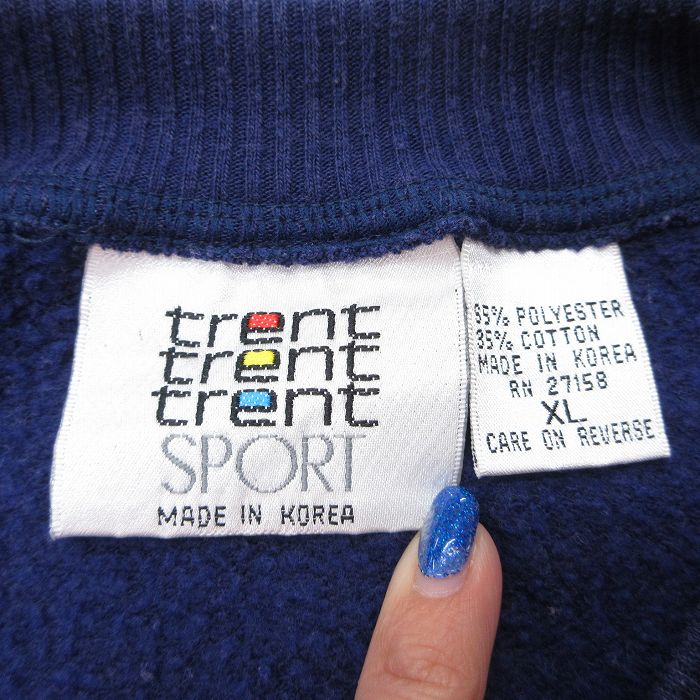 trent
trent
trent
SPORT
MADE IN KOREA
65% POLYESTER
35% COTTON
MADE IN KOREA
RN 27158
XL
CARE ON REVERSE